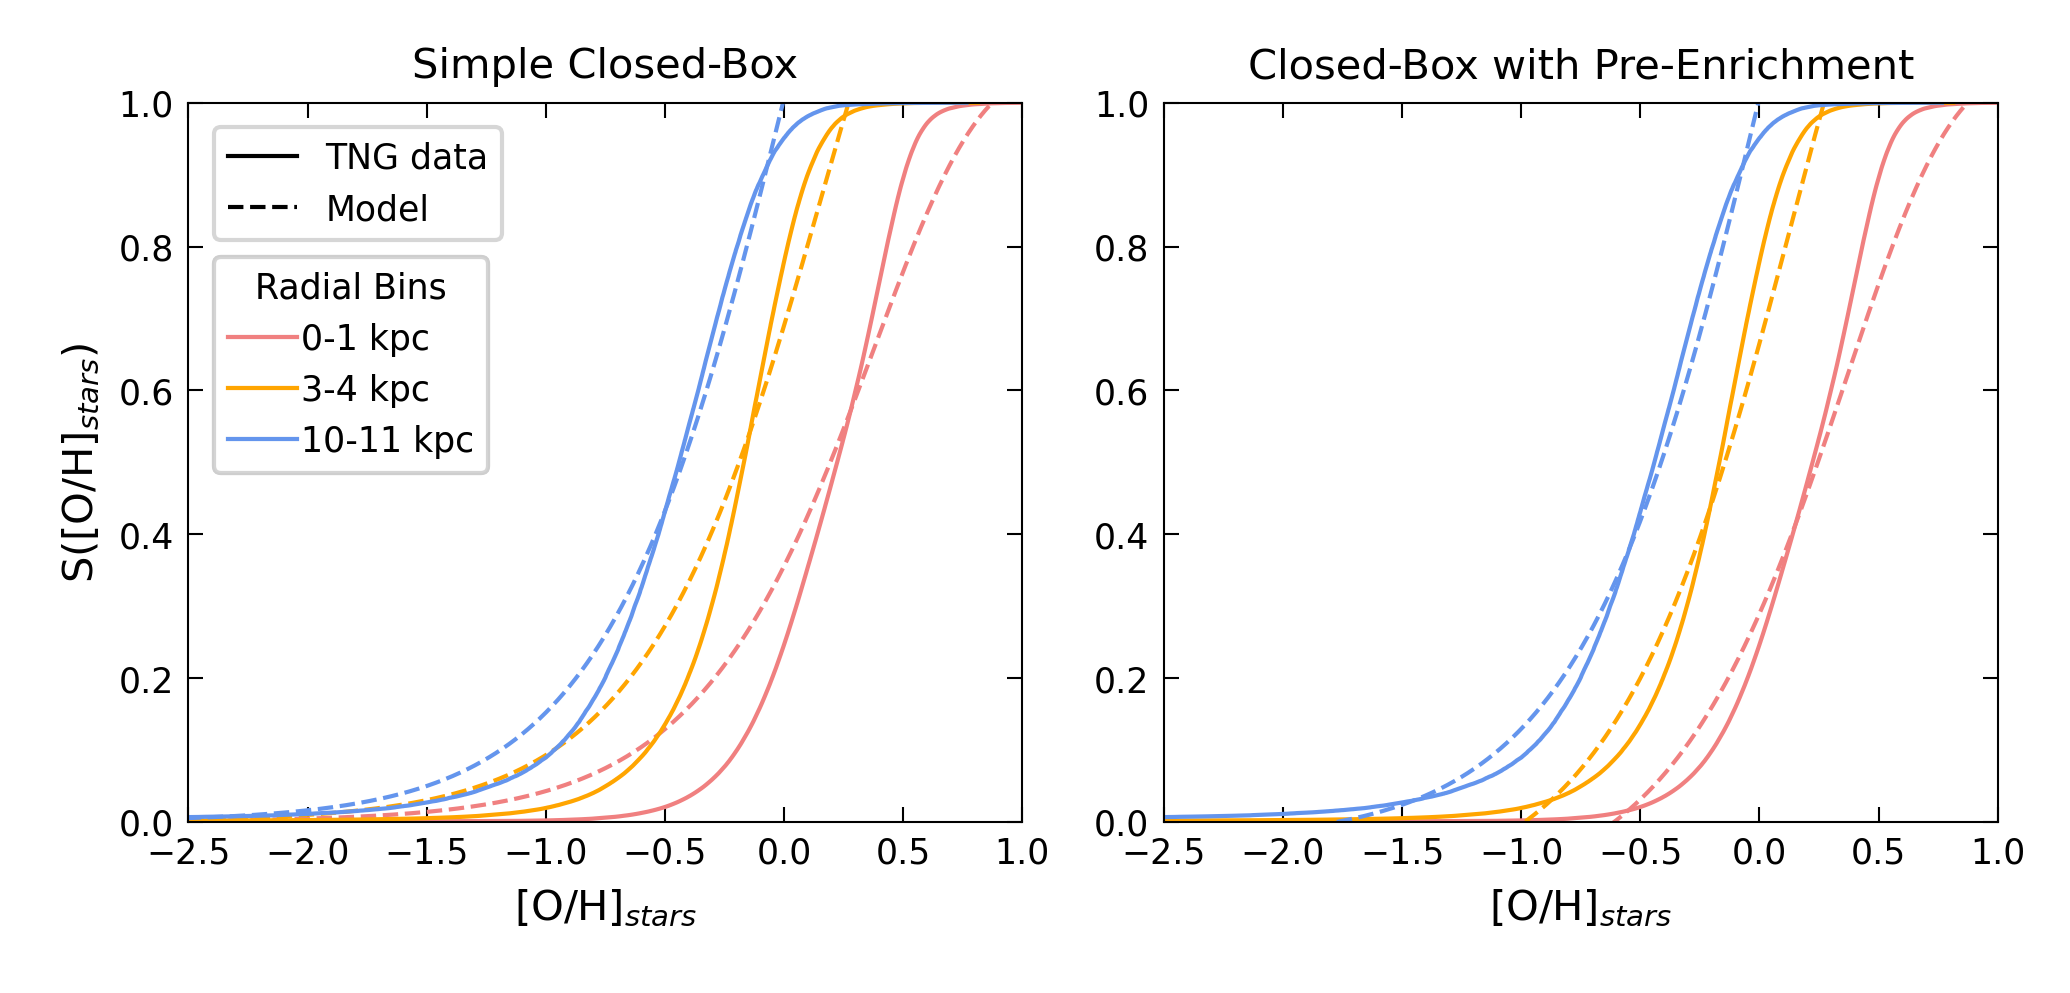 Simple Closed-Box
Closed-Box with Pre-Enrichment
S([O/H]stars)
1.0
0.8
0.6
0.4
0.2
0.0
TNG data
Model
Radial Bins
0-1 kpc
3-4 kpc
10-11 kpc
−2.5 −2.0 −1.5 −1.0 −0.5 0.0 0.5 1.0
[O/H]stars
1.0
0.8
0.6
0.4
0.2
0.0
−2.5 −2.0 −1.5 −1.0 −0.5 0.0 0.5 1.0
[O/H]stars